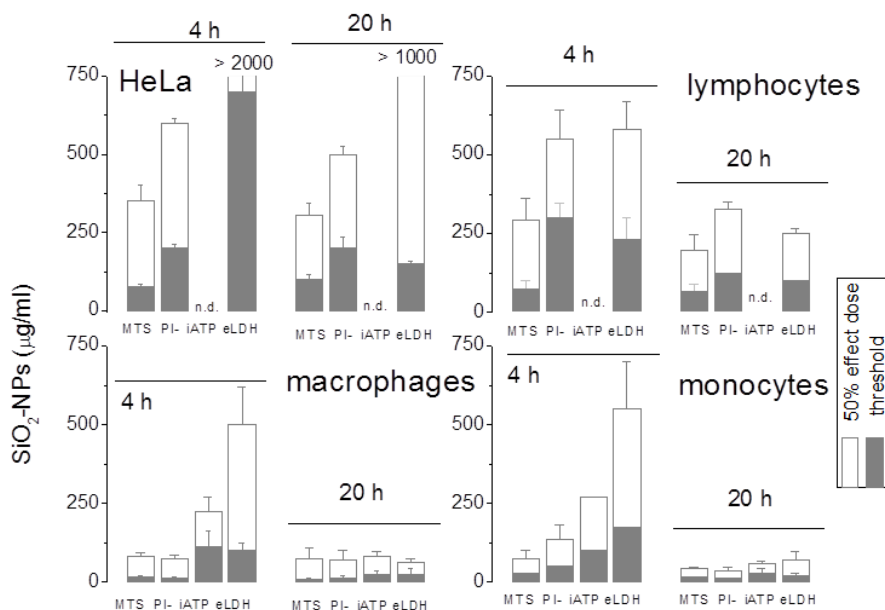 4 h
20 h
> 2000
> 1000
4 h
HeLa
lymphocytes
20 h
750
500
250
0
750
500
250
0
n.d.
n.d.
n.d.
n.d.
MTS PI- iATP eLDH
MTS PI- iATP eLDH
MTS PI- iATP eLDH
MTS PI- iATP eLDH
SiO2-NPs (µg/ml)
50% effect dose
threshold
4 h
macrophages
20 h
4 h
monocytes
20 h
750
500
250
0
750
500
250
0
MTS PI- iATP eLDH
MTS PI- iATP eLDH
MTS PI- iATP eLDH
MTS PI- iATP eLDH